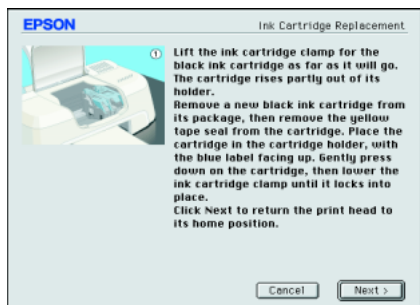 EPSON
Ink Cartridge Replacement
1
Lift the ink cartridge clamp for the
black ink cartridge as far as it will go.
The cartridge rises partly out of its
holder.
Remove a new black ink cartridge from
its package, then remove the yellow
tape seal from the cartridge. Place the
cartridge in the cartridge holder, with
the blue label facing up. Gently press
down on the cartridge, then lower the
ink cartridge clamp until it locks into
place.
Click Next to return the print head to
its home position.
Cancel
Next >